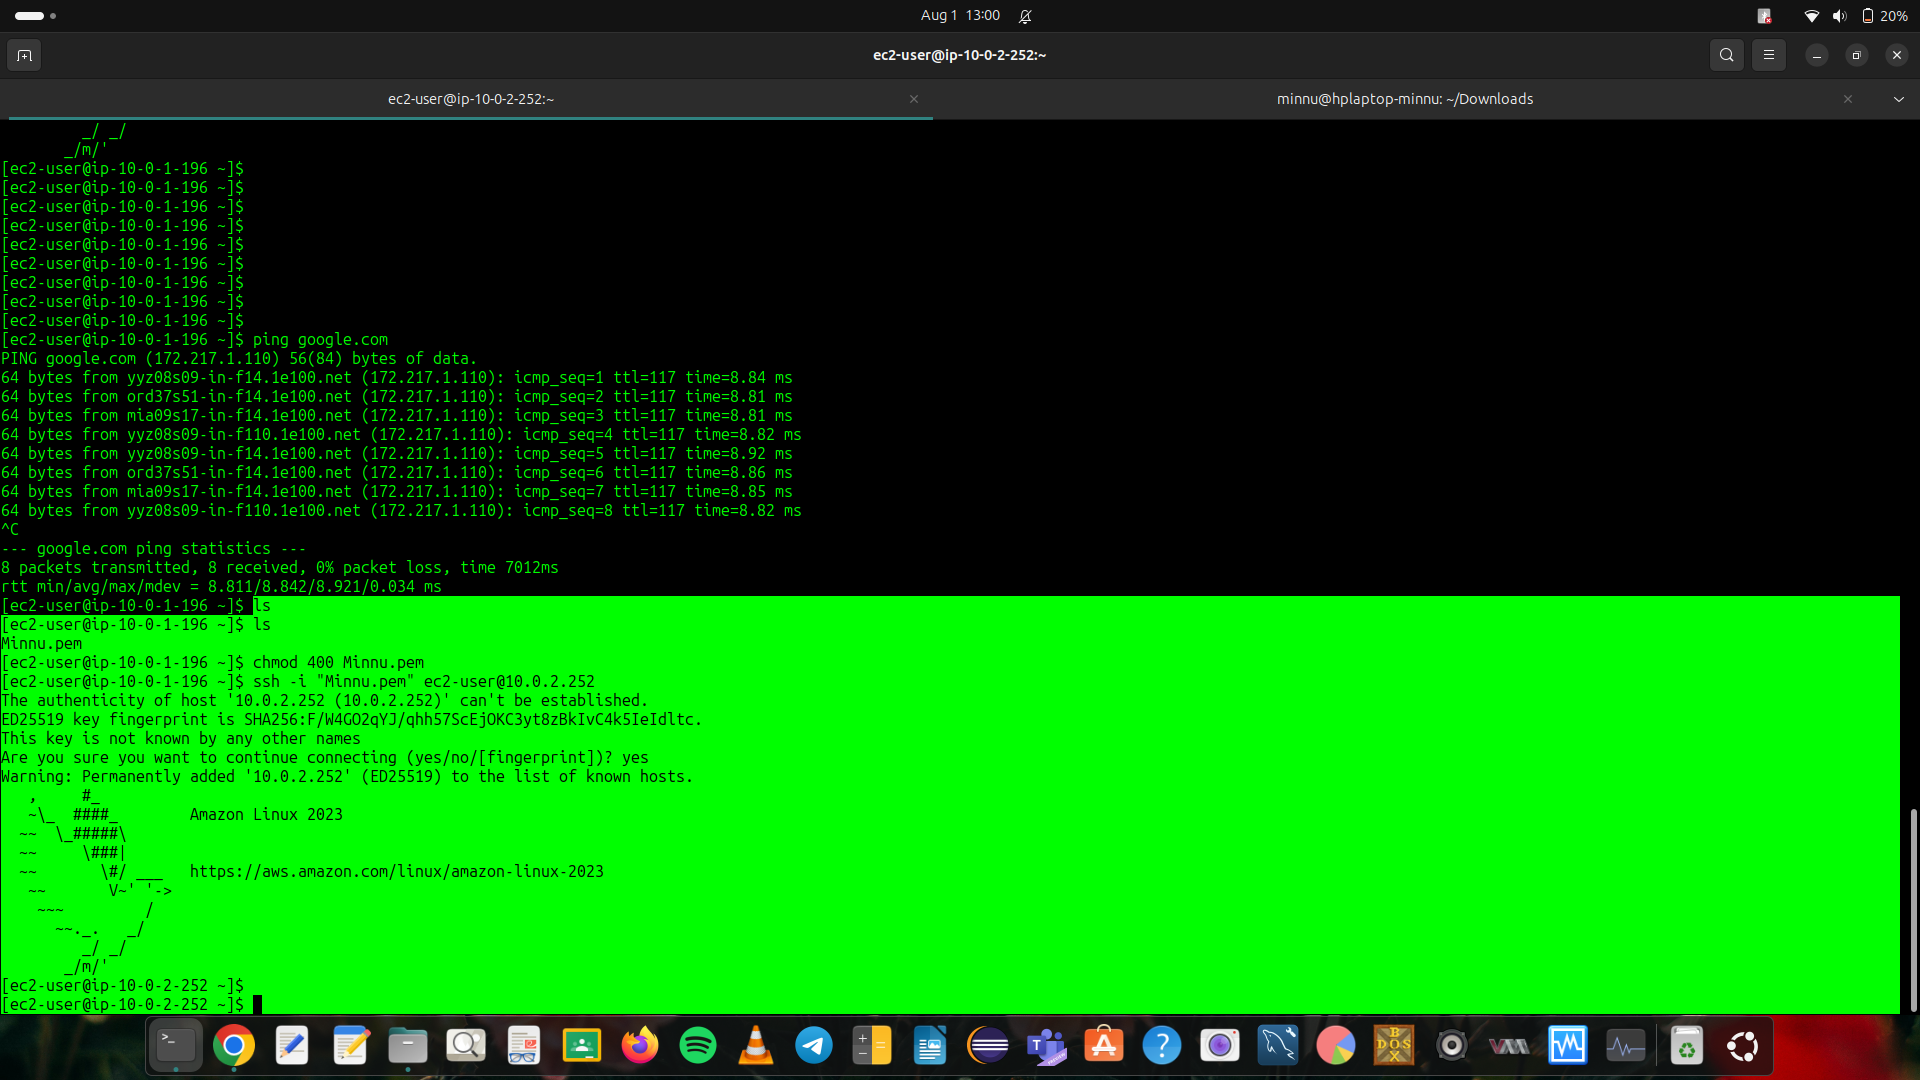 Aug 1 13:00
20%
ec2-user@ip-10-0-2-252:~
ec2-user@ip-10-0-2-252:~
minnu@hplaptop-minnu: ~/Downloads
_/ _/
_/m/'
[ec2-user@ip-10-0-1-196 ~]$
[ec2-user@ip-10-0-1-196 ~]$
[ec2-user@ip-10-0-1-196 ~]$
[ec2-user@ip-10-0-1-196 ~]$
[ec2-user@ip-10-0-1-196 ~]$
[ec2-user@ip-10-0-1-196 ~]$
[ec2-user@ip-10-0-1-196 ~]$
[ec2-user@ip-10-0-1-196 ~]$
[ec2-user@ip-10-0-1-196 ~]$
[ec2-user@ip-10-0-1-196 ~]$ ping google.com
PING google.com (172.217.1.110) 56(84) bytes of data.
64 bytes from yyz08s09-in-f14.1e100.net (172.217.1.110): icmp_seq=1 ttl=117 time=8.84 ms
64 bytes from ord37s51-in-f14.1e100.net (172.217.1.110): icmp_seq=2 ttl=117 time=8.81 ms
64 bytes from mia09s17-in-f14.1e100.net (172.217.1.110): icmp_seq=3 ttl=117 time=8.81 ms
64 bytes from yyz08s09-in-f110.1e100.net (172.217.1.110): icmp_seq=4 ttl=117 time=8.82 ms
64 bytes from yyz08s09-in-f14.1e100.net (172.217.1.110): icmp_seq=5 ttl=117 time=8.92 ms
64 bytes from ord37s51-in-f14.1e100.net (172.217.1.110): icmp_seq=6 ttl=117 time=8.86 ms
64 bytes from mia09s17-in-f14.1e100.net (172.217.1.110): icmp_seq=7 ttl=117 time=8.85 ms
64 bytes from yyz08s09-in-f110.1e100.net (172.217.1.110): icmp_seq=8 ttl=117 time=8.82 ms
^C
--- google.com ping statistics ---
8 packets transmitted, 8 received, 0% packet loss, time 7012ms
rtt min/avg/max/mdev = 8.811/8.842/8.921/0.034 ms
[ec2-user@ip-10-0-1-196 ~]$ ls
[ec2-user@ip-10-0-1-196 ~]$ ls
Minnu.pem
[ec2-user@ip-10-0-1-196 ~]$ chmod 400 Minnu.pem
[ec2-user@ip-10-0-1-196 ~]$ ssh -i "Minnu.pem" ec2-user@10.0.2.252
The authenticity of host '10.0.2.252 (10.0.2.252)' can't be established.
ED25519 key fingerprint is SHA256:F/W4GO2qYJ/qhh57ScEjOKC3yt8zBkIvC4k5IeIdltc.
This key is not known by any other names
Are you sure you want to continue connecting (yes/no/[fingerprint])? yes
Warning: Permanently added '10.0.2.252' (ED25519) to the list of known hosts.
   ,     #_
   ~\_  ####_        Amazon Linux 2023
  ~~  \_#####\
  ~~     \###|
  ~~       \#/ ___   https://aws.amazon.com/linux/amazon-linux-2023
   ~~       V~' '->
    ~~~         /
      ~~._.   _/
         _/ _/
       _/m/'
[ec2-user@ip-10-0-2-252 ~]$
[ec2-user@ip-10-0-2-252 ~]$